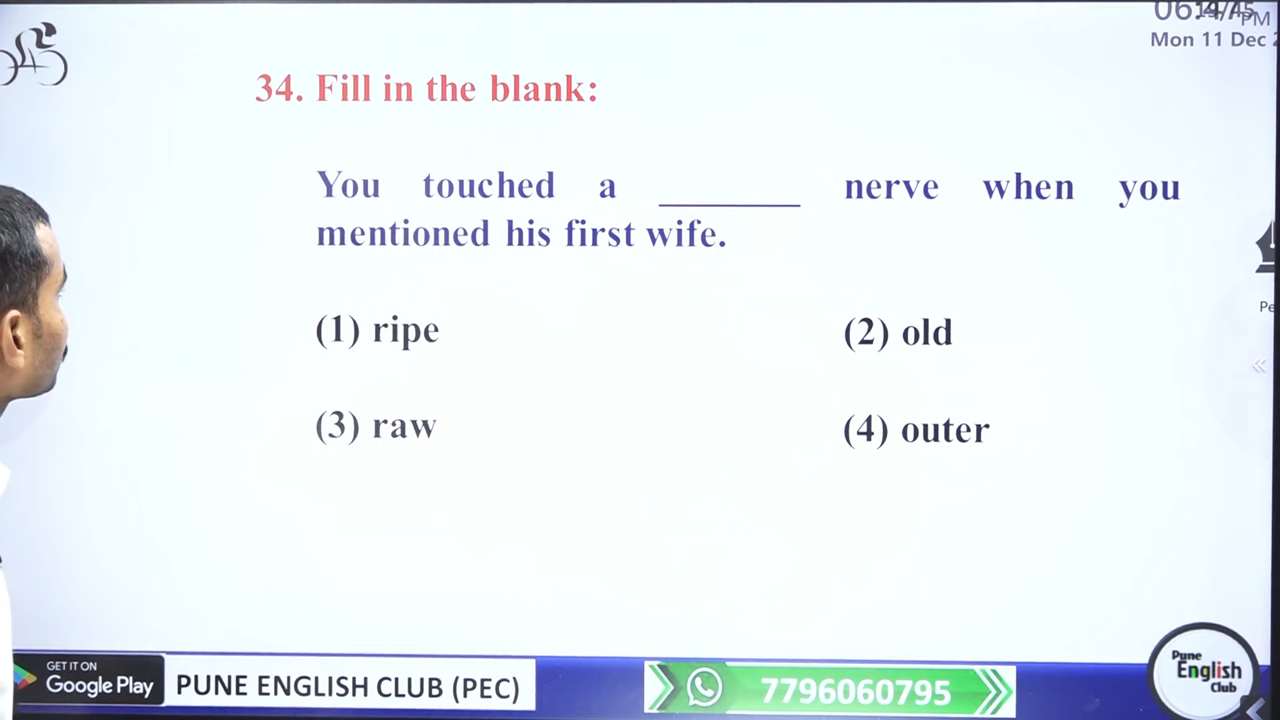 PM
Mon 11 Dec
34. Fill in the blank:
You touched a ________ nerve when you
mentioned his first wife.
(1) ripe
(2) old
(3) raw
(4) outer
Pe
GET IT ON
Google Play
PUNE ENGLISH CLUB (PEC)
7796060795
Pune
English
Club